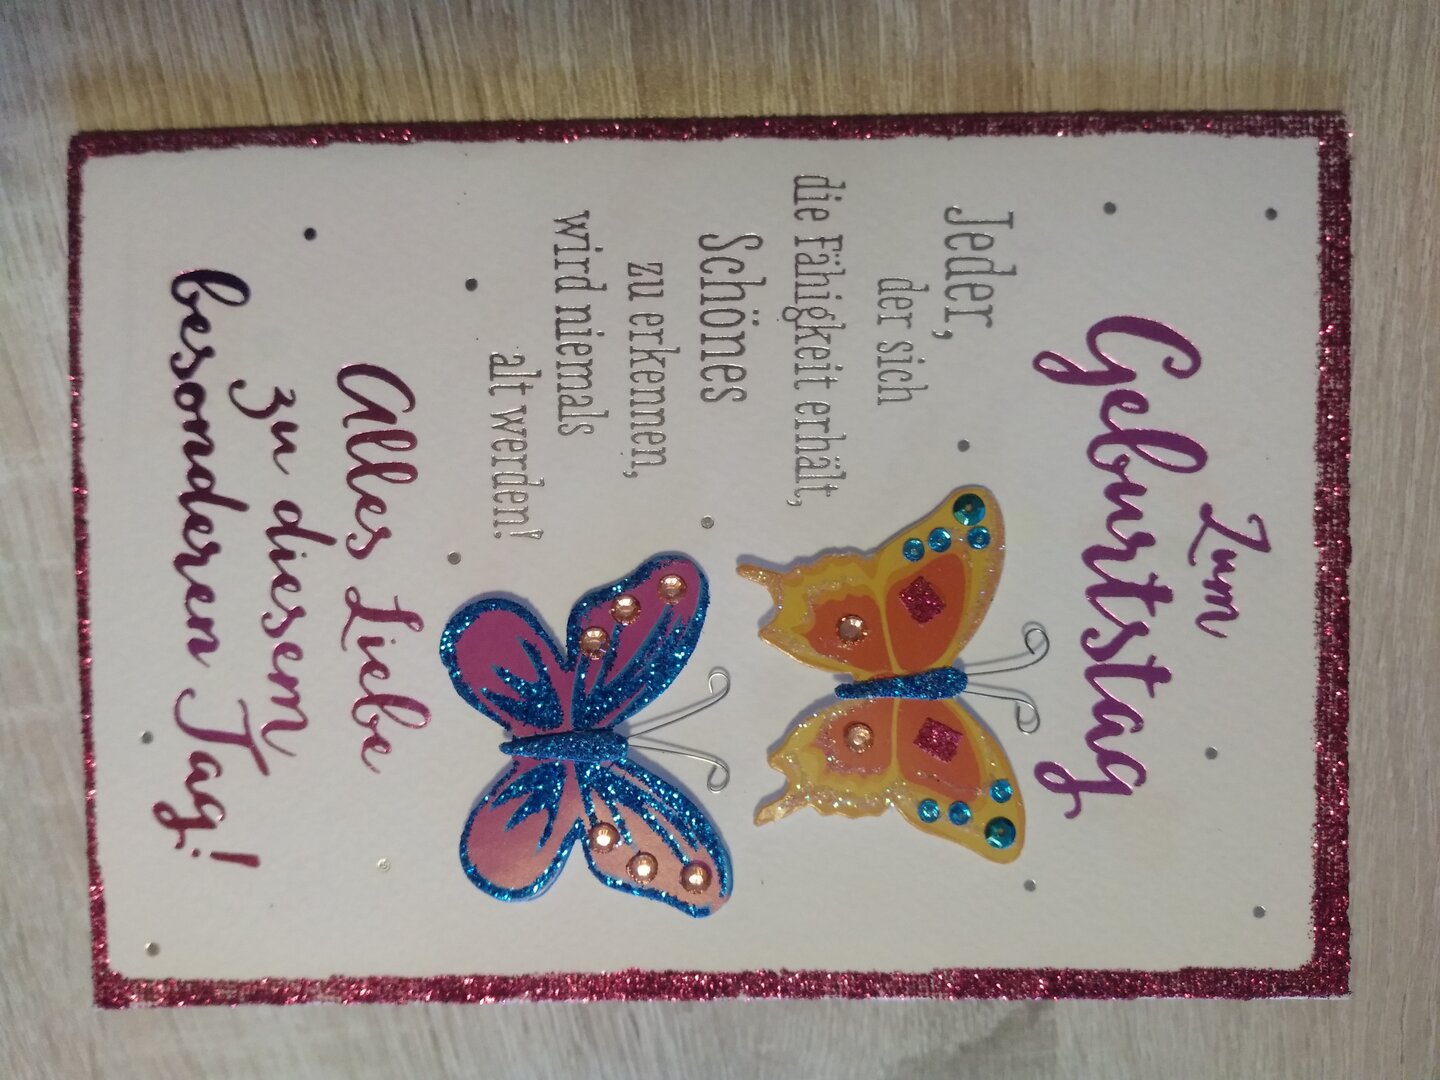 Zum
Geburtstag
Jeder,
der sich
die Fähigkeit erhält,
Schönes
zu erkennen,
wird niemals
alt werden!
Alles Liebe
zu diesem
besonderen Tag!